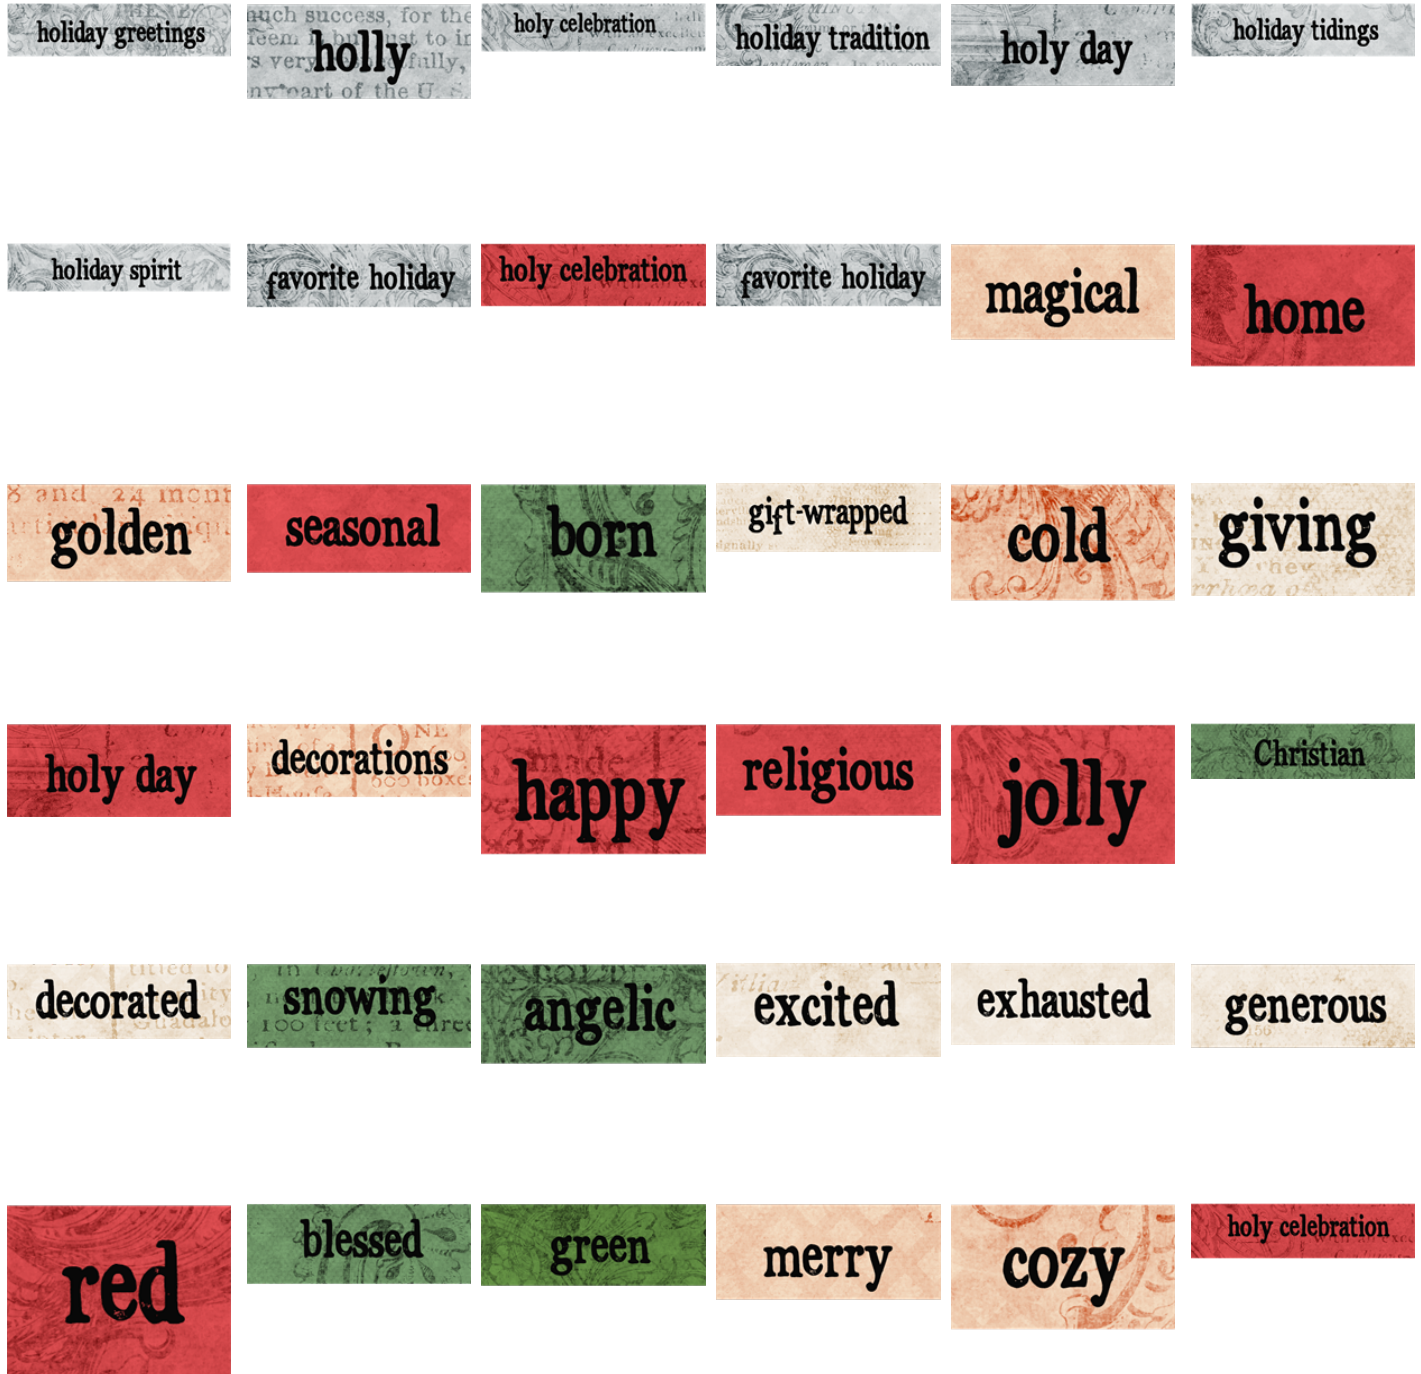 holiday greetings
holly
holy celebration
holiday tradition
holy day
holiday tidings
holiday spirit
favorite holiday
holy celebration
favorite holiday
magical
home
golden
seasonal
born
gift-wrapped
cold
giving
holy day
decorations
happy
religious
jolly
Christian
decorated
snowing
angelic
excited
exhausted
generous
red
blessed
green
merry
cozy
holy celebration